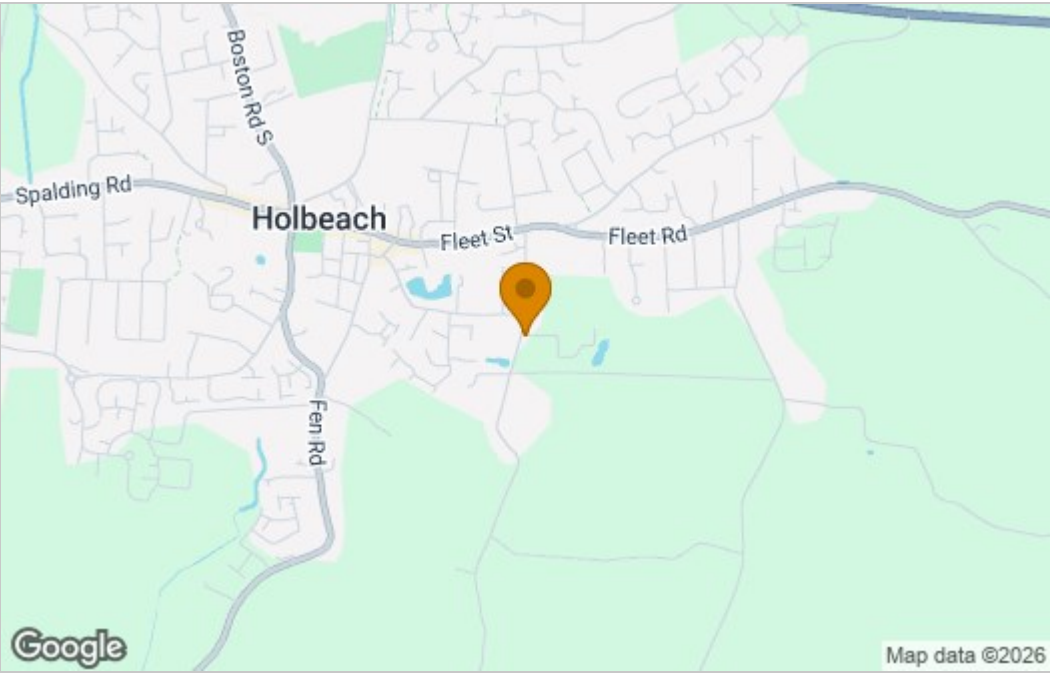 Boston Rd S
Spalding Rd
Holbeach
Fleet St
Fleet Rd
Fen Rd
Google
Map data ©2026